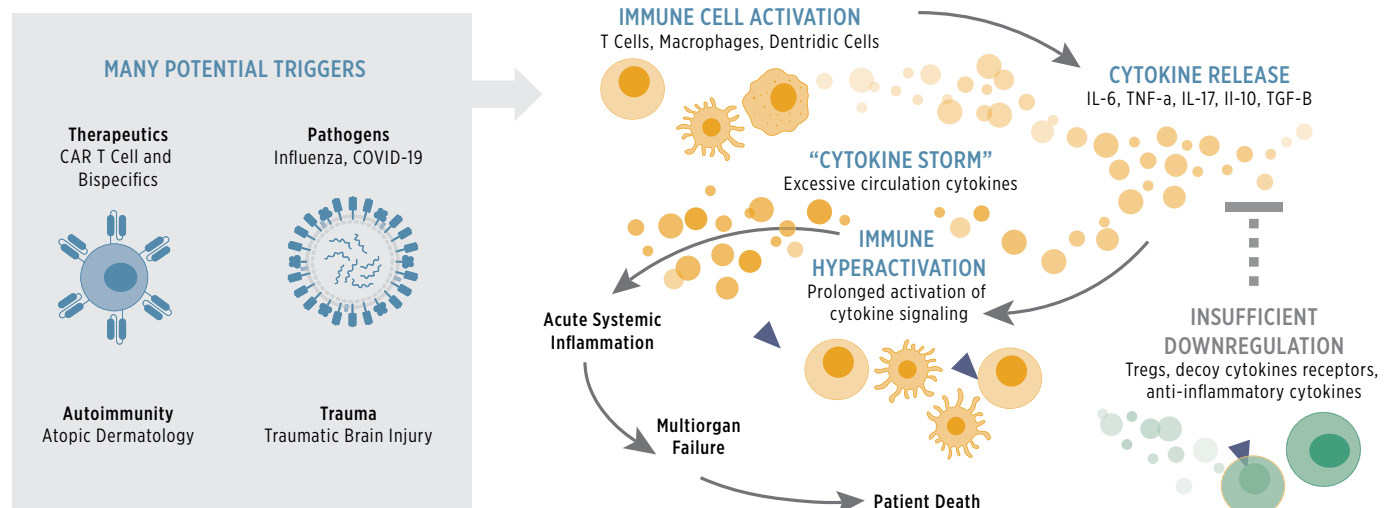 MANY POTENTIAL TRIGGERS
Therapeutics
CAR T Cell and
Bispecifics
Pathogens
Influenza, COVID-19
Autoimmunity
Atopic Dermatology
Trauma
Traumatic Brain Injury
IMMUNE CELL ACTIVATION
T Cells, Macrophages, Dentridic Cells
CYTOKINE RELEASE
IL-6, TNF-a, IL-17, Il-10, TGF-B
“CYTOKINE STORM”
Excessive circulation cytokines
IMMUNE
HYPERACTIVATION
Prolonged activation of
cytokine signaling
INSUFFICIENT
DOWNREGULATION
Tregs, decoy cytokines receptors,
anti-inflammatory cytokines
Acute Systemic
Inflammation
Multiorgan
Failure
Patient Death